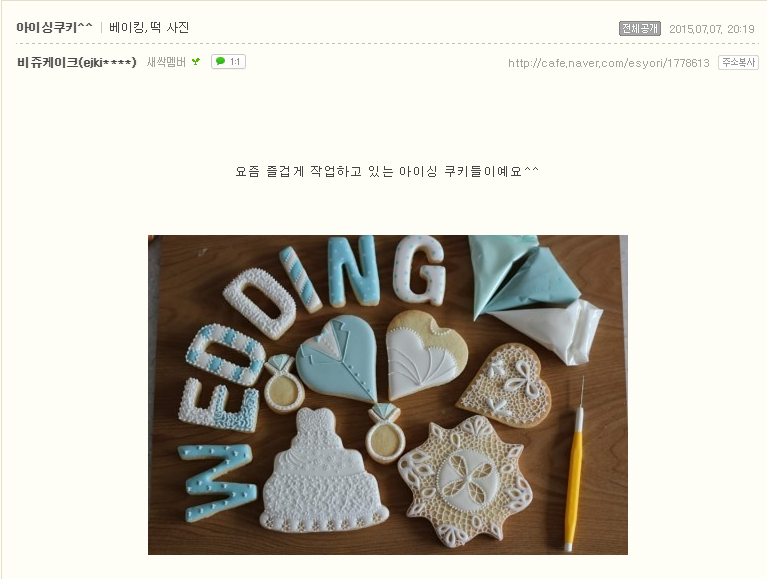 아이싱쿠키^^ | 베이킹,떡 사진
전체공개 2015.07.07. 20:19
비쥬케이크(ejki****) 새싹멤버 1:1
http://cafe.naver.com/esyori/1778613 주소복사
요즘 즐겁게 작업하고 있는 아이싱 쿠키들이예요^^
WEDDING